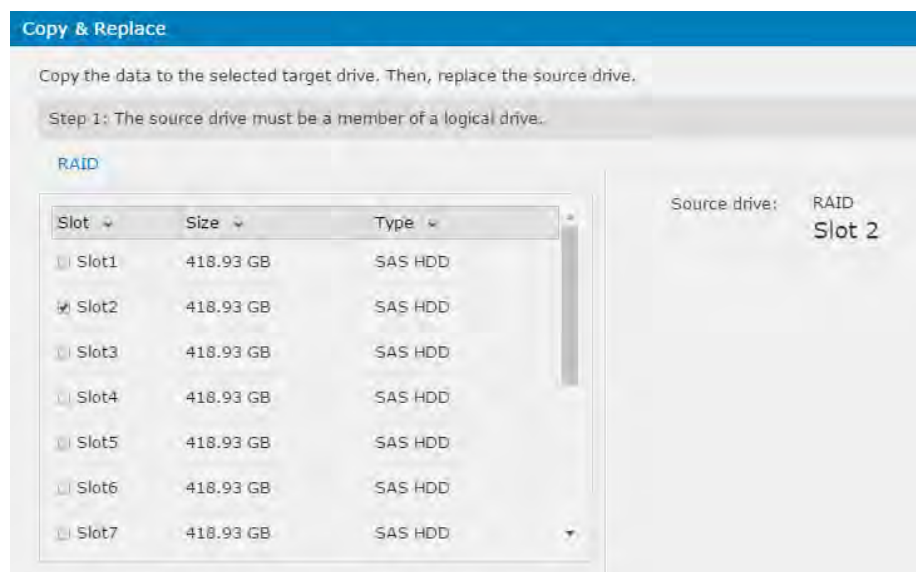 Copy & Replace
Copy the data to the selected target drive. Then, replace the source drive.
Step 1: The source drive must be a member of a logical drive.
RAID
Slot Size Type
Slot1 418.93 GB SAS HDD
Slot2 418.93 GB SAS HDD
Slot3 418.93 GB SAS HDD
Slot4 418.93 GB SAS HDD
Slot5 418.93 GB SAS HDD
Slot6 418.93 GB SAS HDD
Slot7 418.93 GB SAS HDD
Source drive: RAID
Slot 2